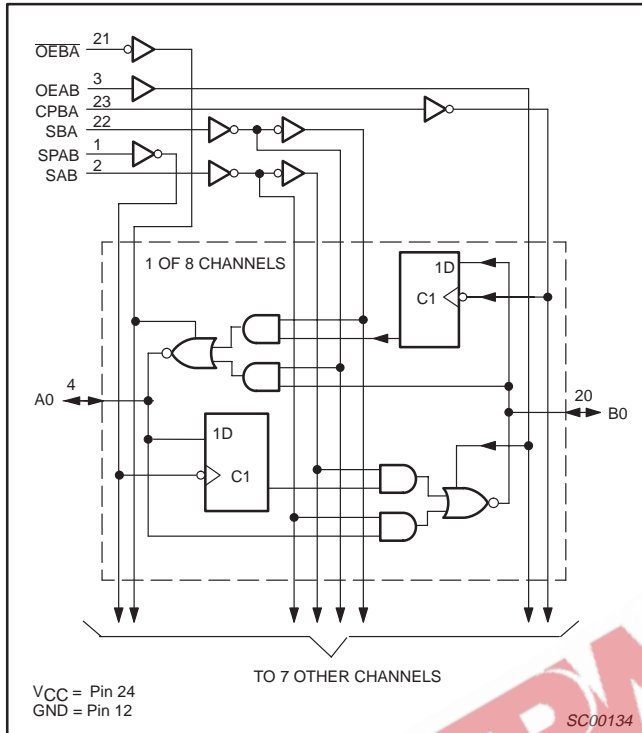 OEBA 21
OEAB 3
CPBA 23
SBA 22
SPAB 1
SAB 2
1 OF 8 CHANNELS
1D
C1
A0 4
20 B0
1D
C1
TO 7 OTHER CHANNELS
VCC = Pin 24
GND = Pin 12
SC00134